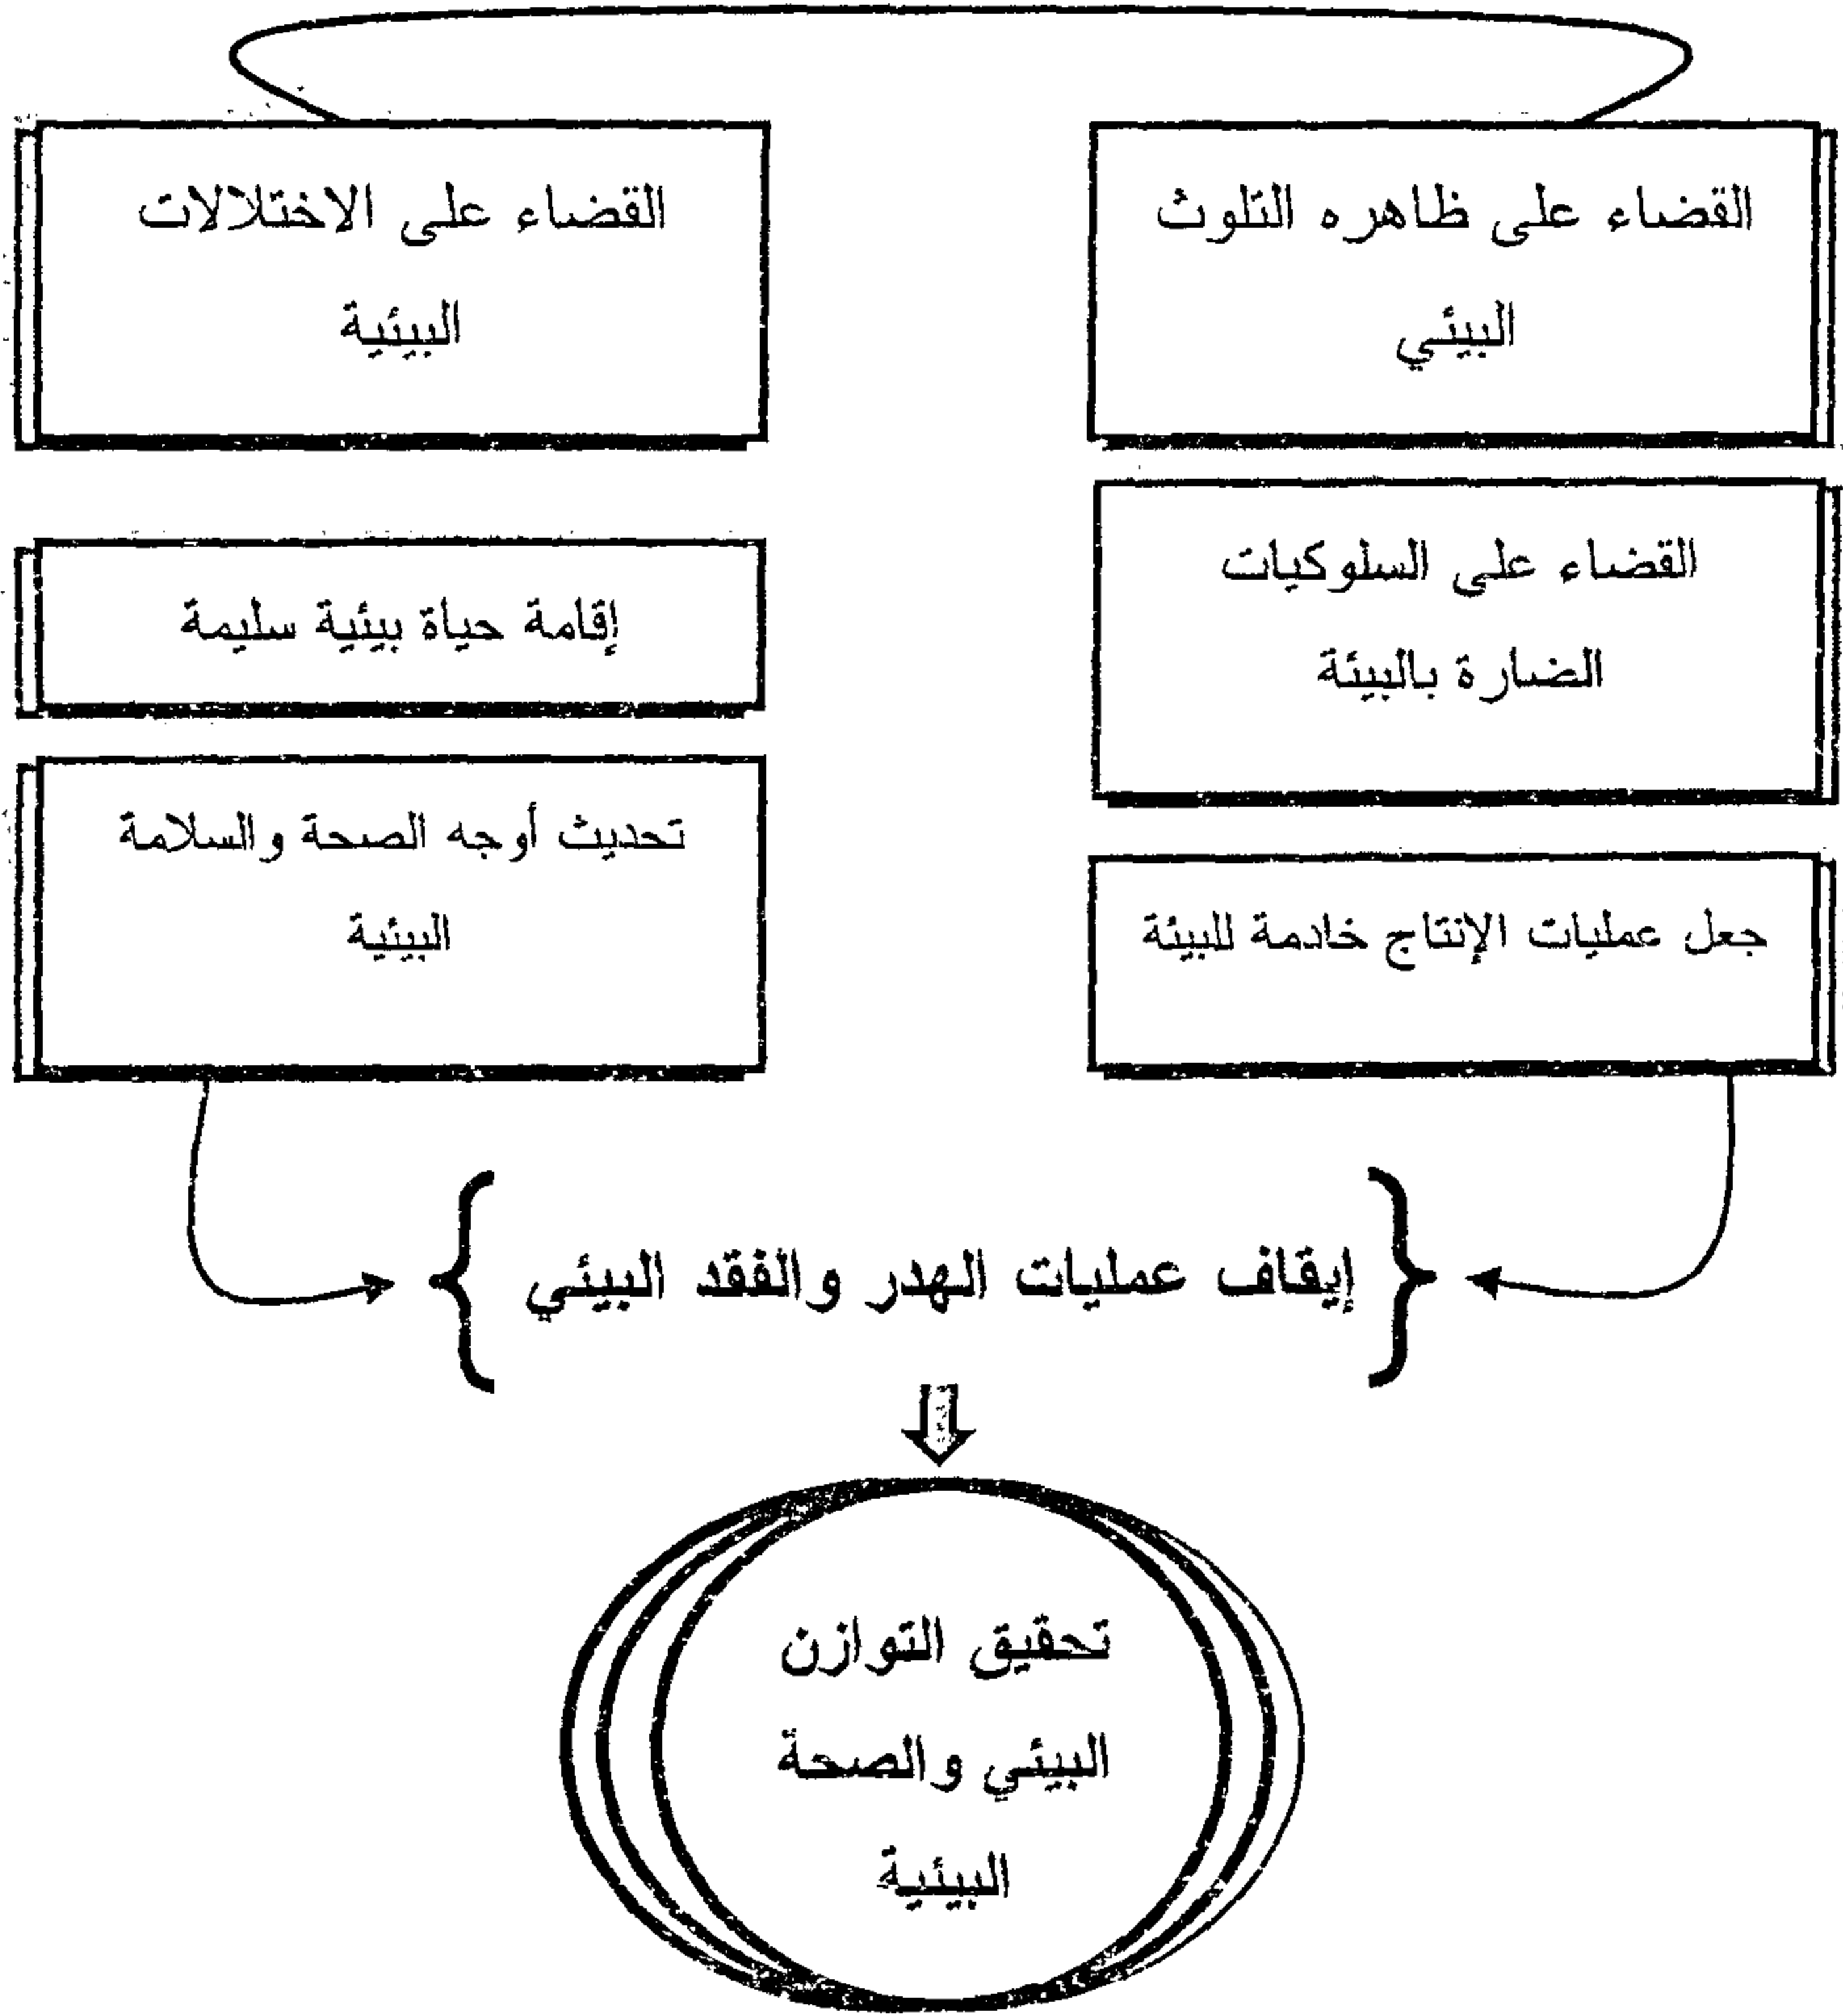 القضاء على ظاهره التلوث
البيئي
القضاء على الاختلالات
البيئية
القضاء على السلوكيات
الضارة بالبيئة
إقامة حياة بيئية سليمة
جعل عمليات الإنتاج خادمة للبيئة
تحديث أوجه الصحة والسلامة
البيئية
إيقاف عمليات الهدر والفقد البيئي
تحقيق التوازن
البيئي والصحة
البيئية